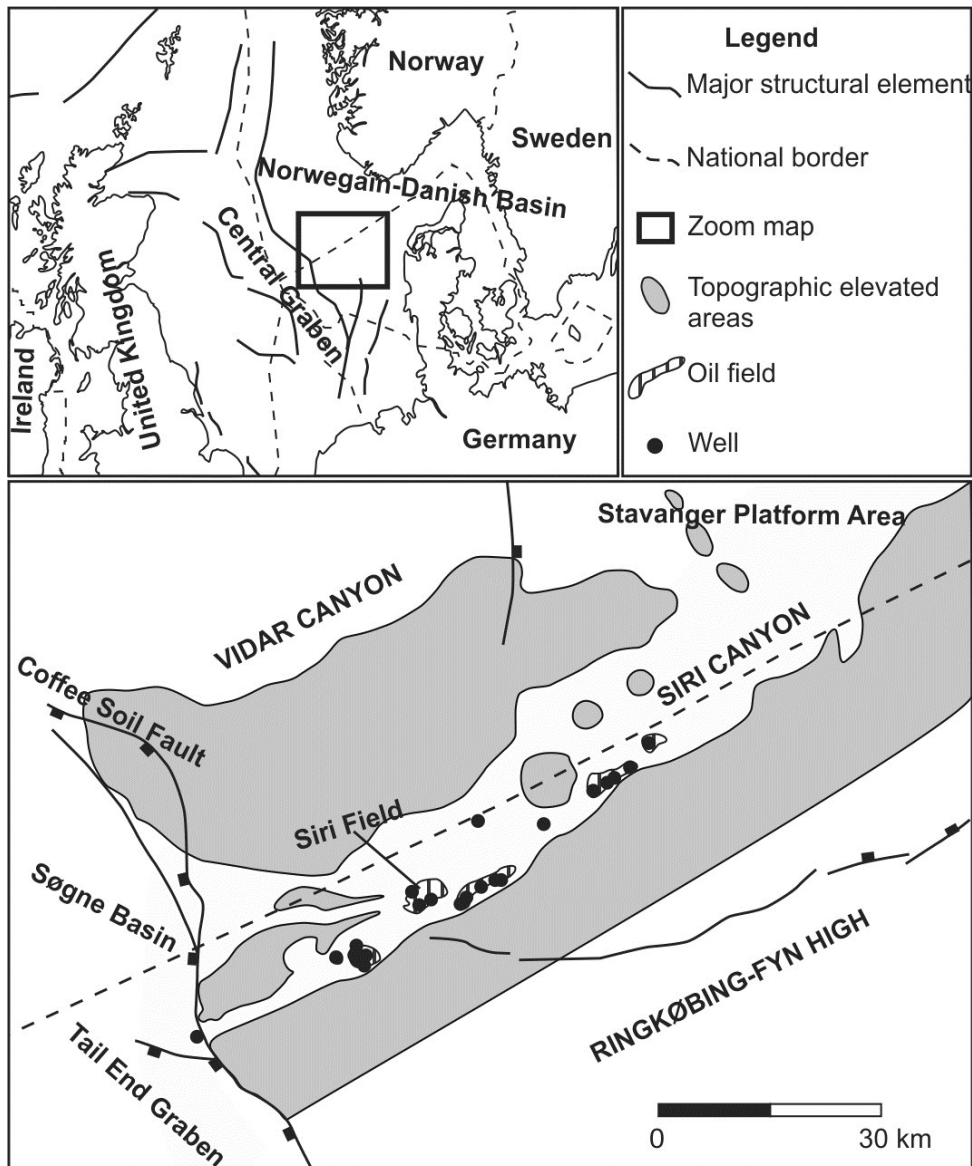 Norway
Sweden
Norwegain-Danish Basin
Central Graben
United Kingdom
Ireland
Germany
Legend
Major structural element
National border
Zoom map
Topographic elevated
areas
Oil field
Well
Stavanger Platform Area
VIDAR CANYON
SIRI CANYON
Coffee Soil Fault
Siri Field
Søgne Basin
RINGKØBING-FYN HIGH
Tail End Graben
0
30 km